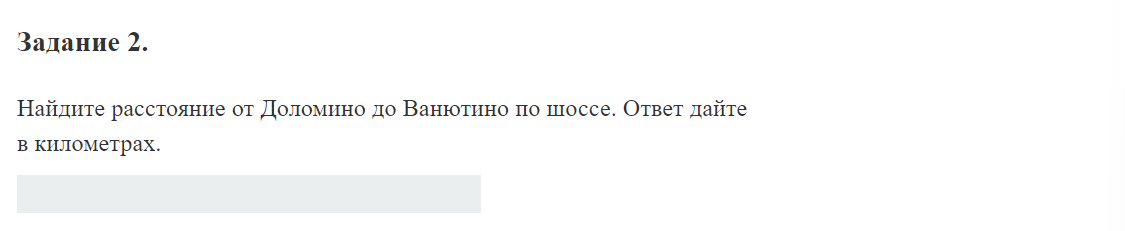 Задание 2.
Найдите расстояние от Доломино до Ванютино по шоссе. Ответ дайте
в километрах.